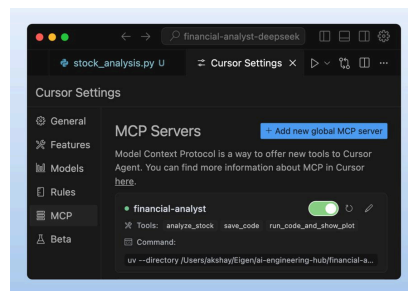 financial-analyst-deepseek
stock_analysis.py U
Cursor Settings
Cursor Settings
General
Features
Models
Rules
MCP
Beta
MCP Servers
+ Add new global MCP server
Model Context Protocol is a way to offer new tools to Cursor
Agent. You can find more information about MCP in Cursor
here.
financial-analyst
Tools: analyze_stock save_code run_code_and_show_plot
Command:
uv --directory /Users/akshay/Eigen/ai-engineering-hub/financial-a...